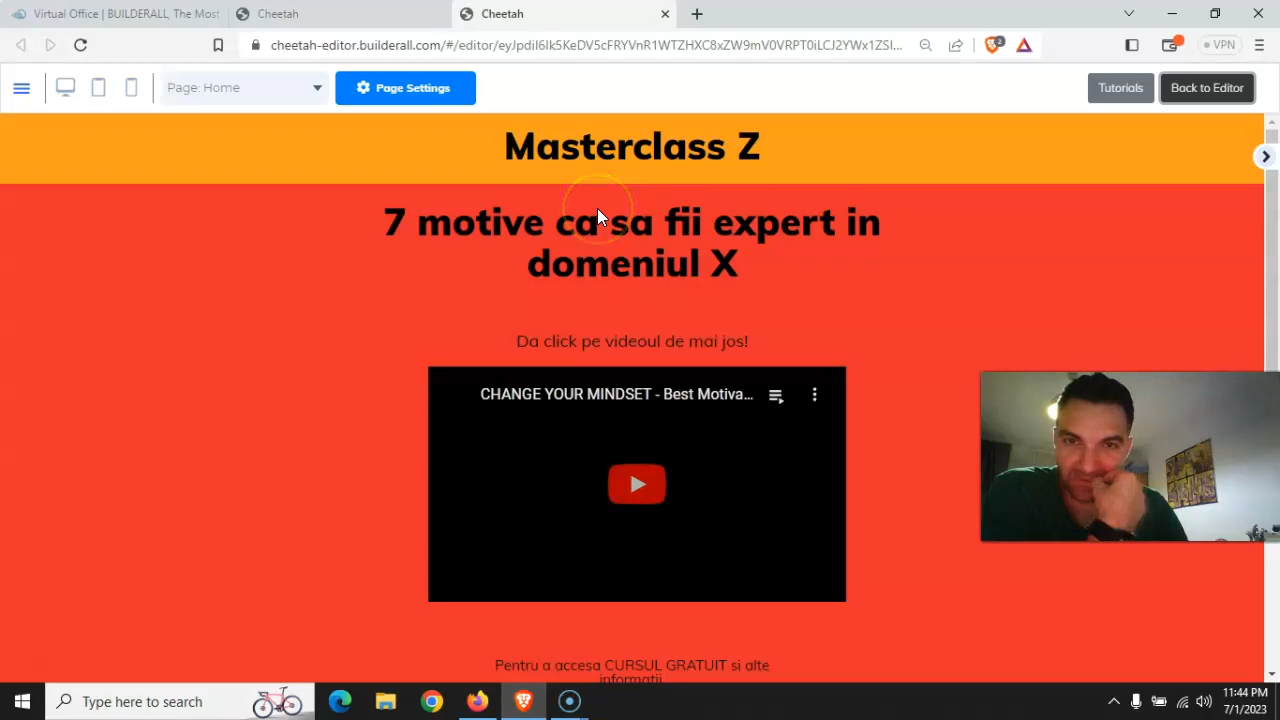 Virtual Office | BUILDERALL, The Most
Cheetah
Cheetah
cheetah-editor.builderall.com/#/editor/eyJpdiI6Ik5KeDV5cFRYVnR1WTZHXC8xZW9mV0VRPT0iLCJ2YWx1ZSI...
2
VPN
Page: Home
Page Settings
Tutorials
Back to Editor
Masterclass Z
7 motive ca sa fii expert in
domeniul X
Da click pe videoul de mai jos!
CHANGE YOUR MINDSET - Best Motiva...
Pentru a accesa CURSUL GRATUIT si alte
informatii
Type here to search
11:44 PM
7/1/2023